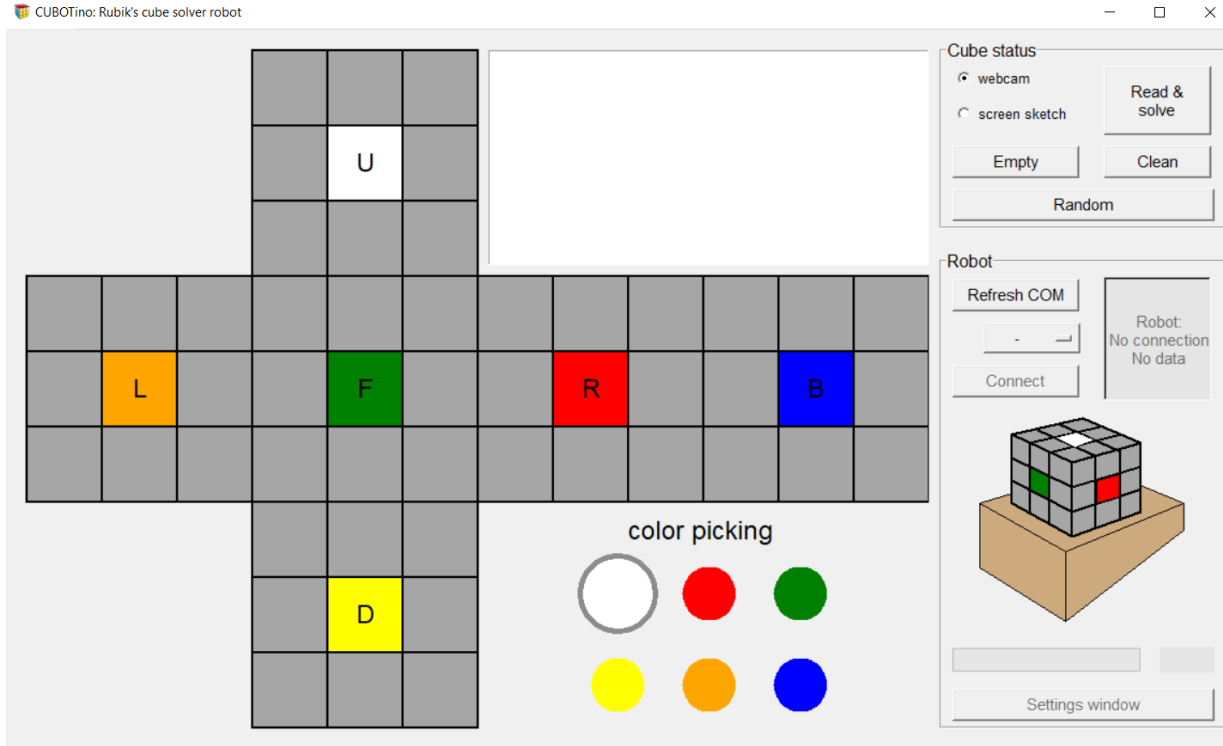 CUBOTino: Rubik's cube solver robot
U
L
F
R
B
D
color picking
Cube status
webcam
screen sketch
Read &
solve
Empty
Clean
Random
Robot
Refresh COM
-
Connect
Robot:
No connection
No data
Settings window